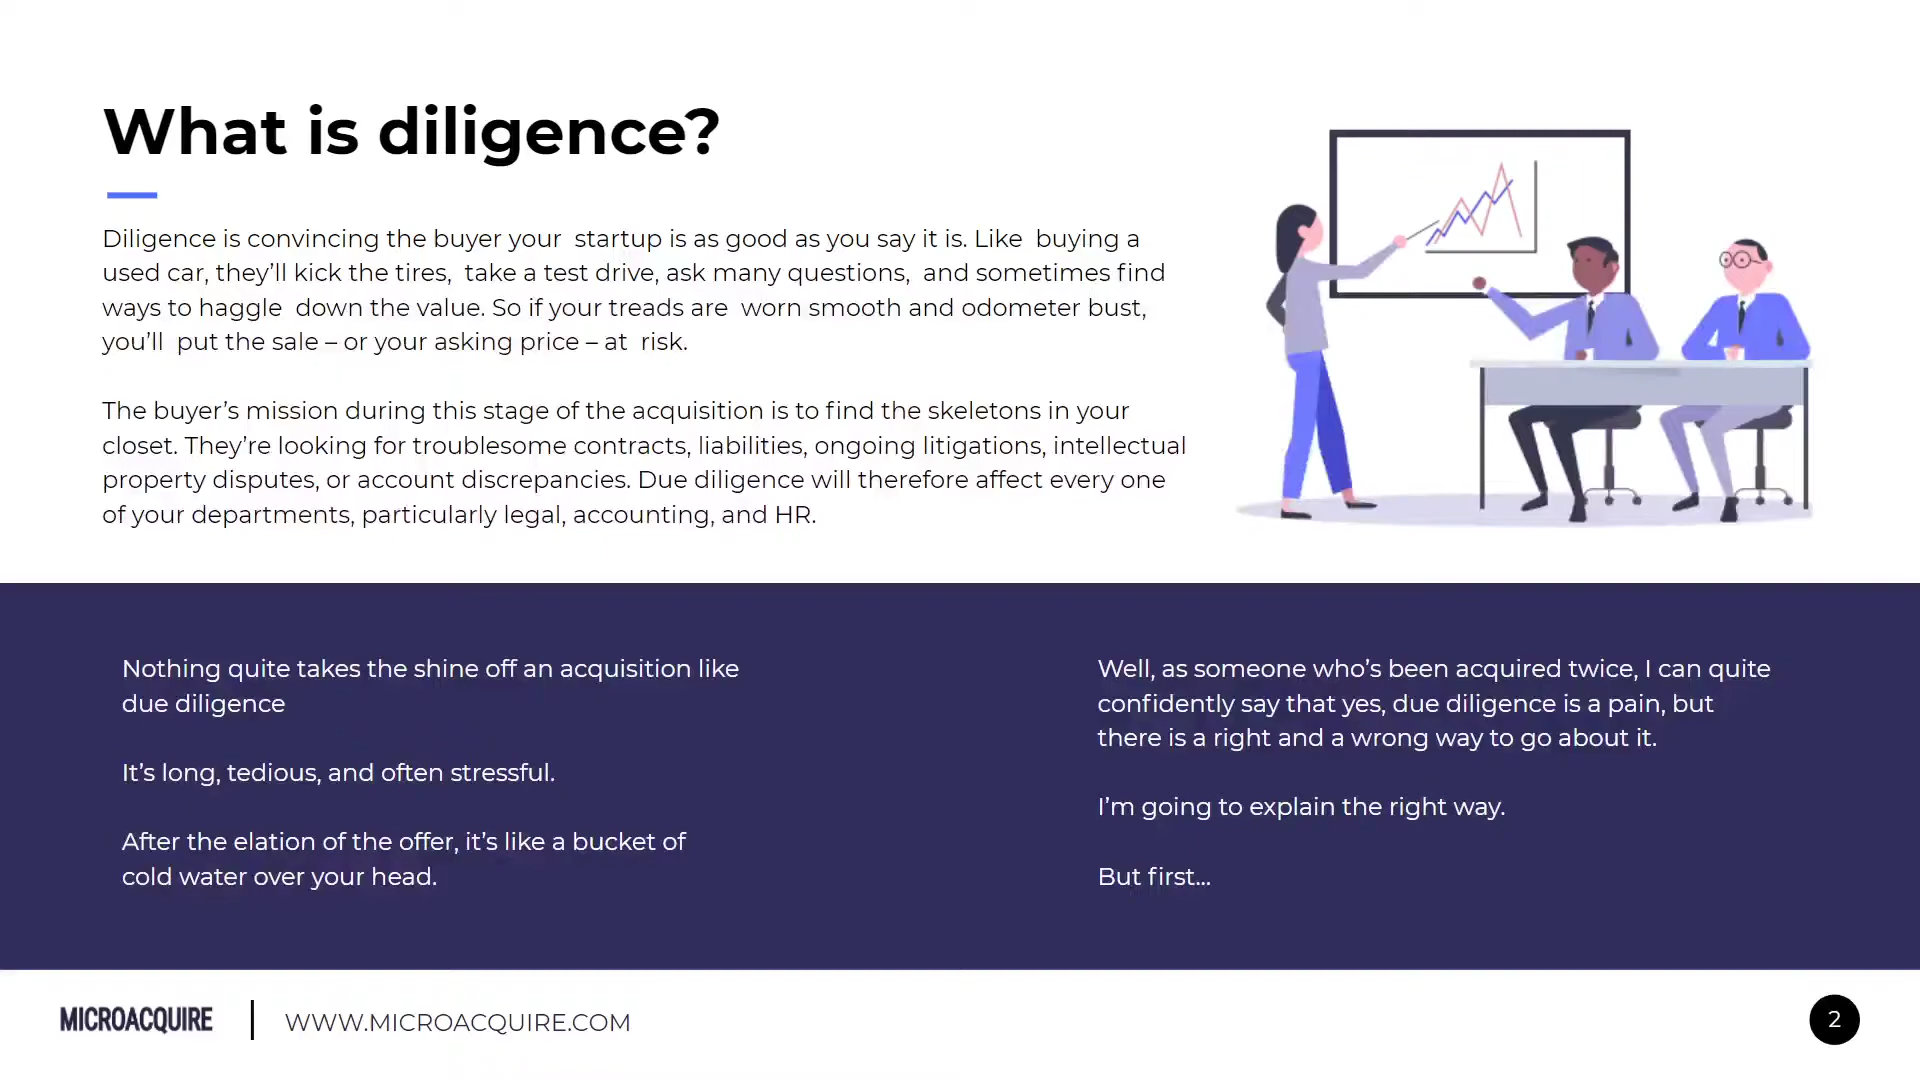 What is diligence?
Diligence is convincing the buyer your  startup is as good as you say it is. Like  buying a
used car, they’ll kick the tires,  take a test drive, ask many questions,  and sometimes find
ways to haggle  down the value. So if your treads are  worn smooth and odometer bust,
you’ll  put the sale – or your asking price – at  risk.
The buyer’s mission during this stage of the acquisition is to find the skeletons in your
closet. They’re looking for troublesome contracts, liabilities, ongoing litigations, intellectual
property disputes, or account discrepancies. Due diligence will therefore affect every one
of your departments, particularly legal, accounting, and HR.
Nothing quite takes the shine off an acquisition like
due diligence
It’s long, tedious, and often stressful.
After the elation of the offer, it’s like a bucket of
cold water over your head.
Well, as someone who’s been acquired twice, I can quite
confidently say that yes, due diligence is a pain, but
there is a right and a wrong way to go about it.
I’m going to explain the right way.
But first...
MICROACQUIRE
WWW.MICROACQUIRE.COM
2